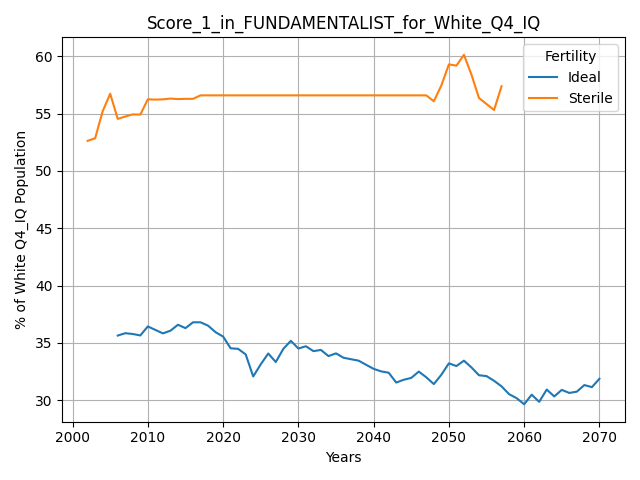 Score_1_in_FUNDAMENTALIST_for_White_Q4_IQ
Fertility
Ideal
Sterile
% of White Q4_IQ Population
60
55
50
45
40
35
30
2000 2010 2020 2030 2040 2050 2060 2070
Years